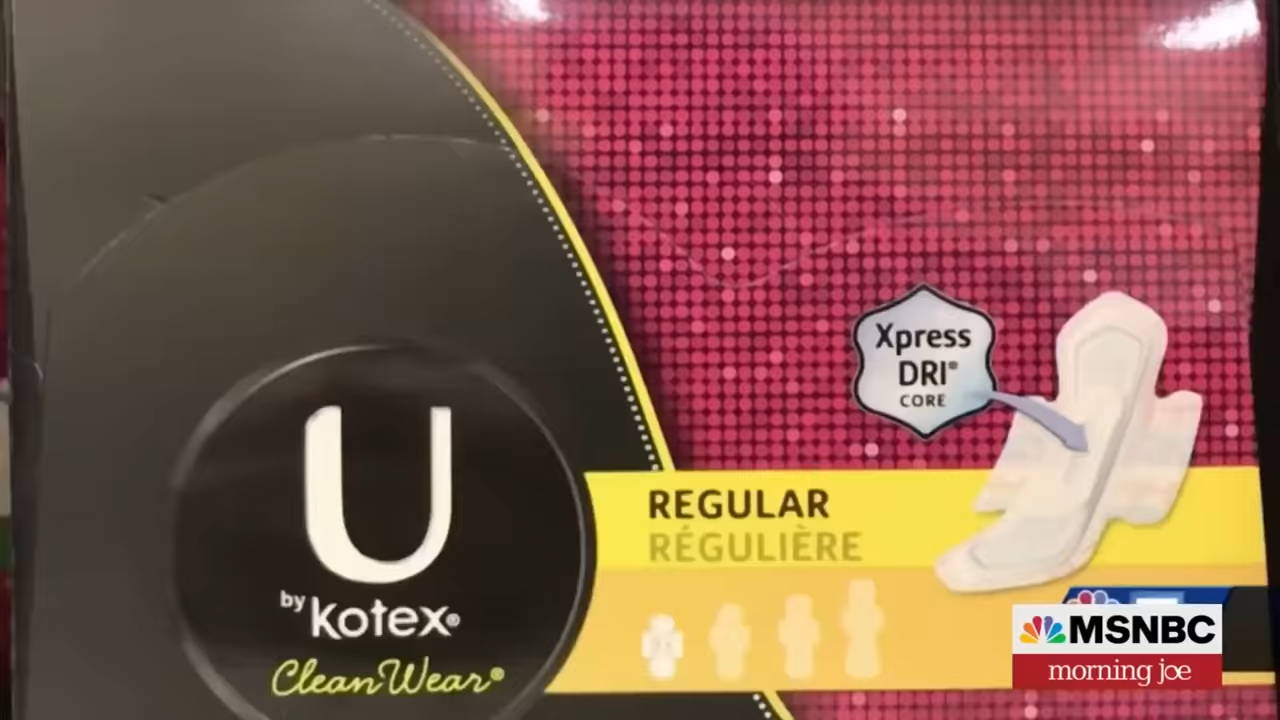 Xpress
DRI®
CORE
REGULAR
RÉGULIÈRE
U
by kotex®
CleanWear®
MSNBC
morning joe